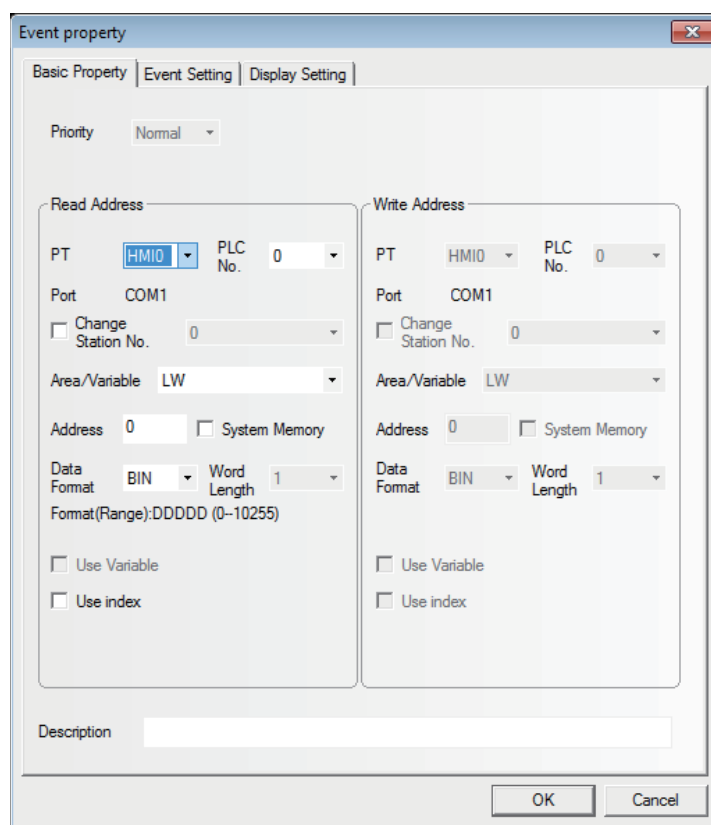 Event property
Basic Property Event Setting Display Setting
Priority Normal
Read Address
PT HMI0 PLC No. 0
Port COM1
Change Station No. 0
Area/Variable LW
Address 0 System Memory
Data Format BIN Word Length 1
Format(Range):DDDDD (0--10255)
Use Variable
Use index
Write Address
PT HMI0 PLC No. 0
Port COM1
Change Station No. 0
Area/Variable LW
Address 0 System Memory
Data Format BIN Word Length 1
Use Variable
Use index
Description
OK Cancel